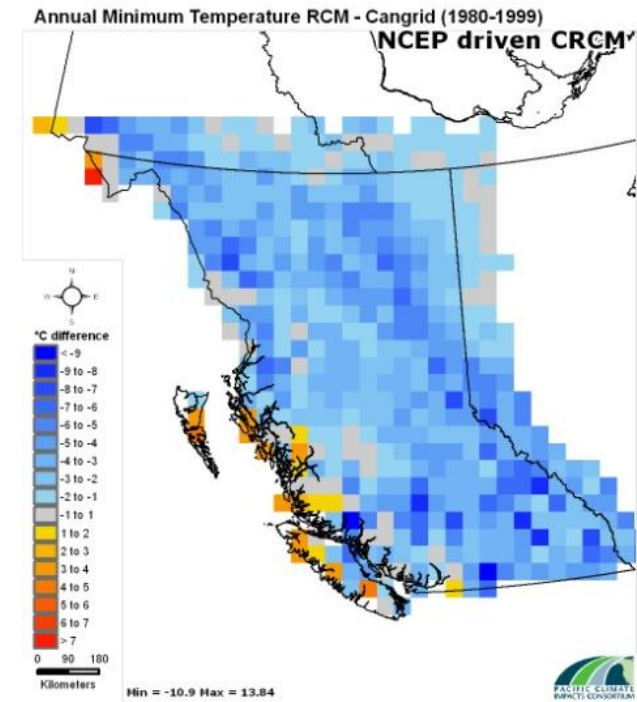 Annual Minimum Temperature RCM - Cangrid (1980-1999)
NCEP driven CRCM
N
W E
S
°C difference
< -9
-9 to -8
-8 to -7
-7 to -6
-6 to -5
-5 to -4
-4 to -3
-3 to -2
-2 to -1
-1 to 1
1 to 2
2 to 3
3 to 4
4 to 5
5 to 6
6 to 7
> 7
0 90 180
Kilometers
Min = -10.9 Max = 13.84
PACIFIC CLIMATE
IMPACTS CONSORTIUM